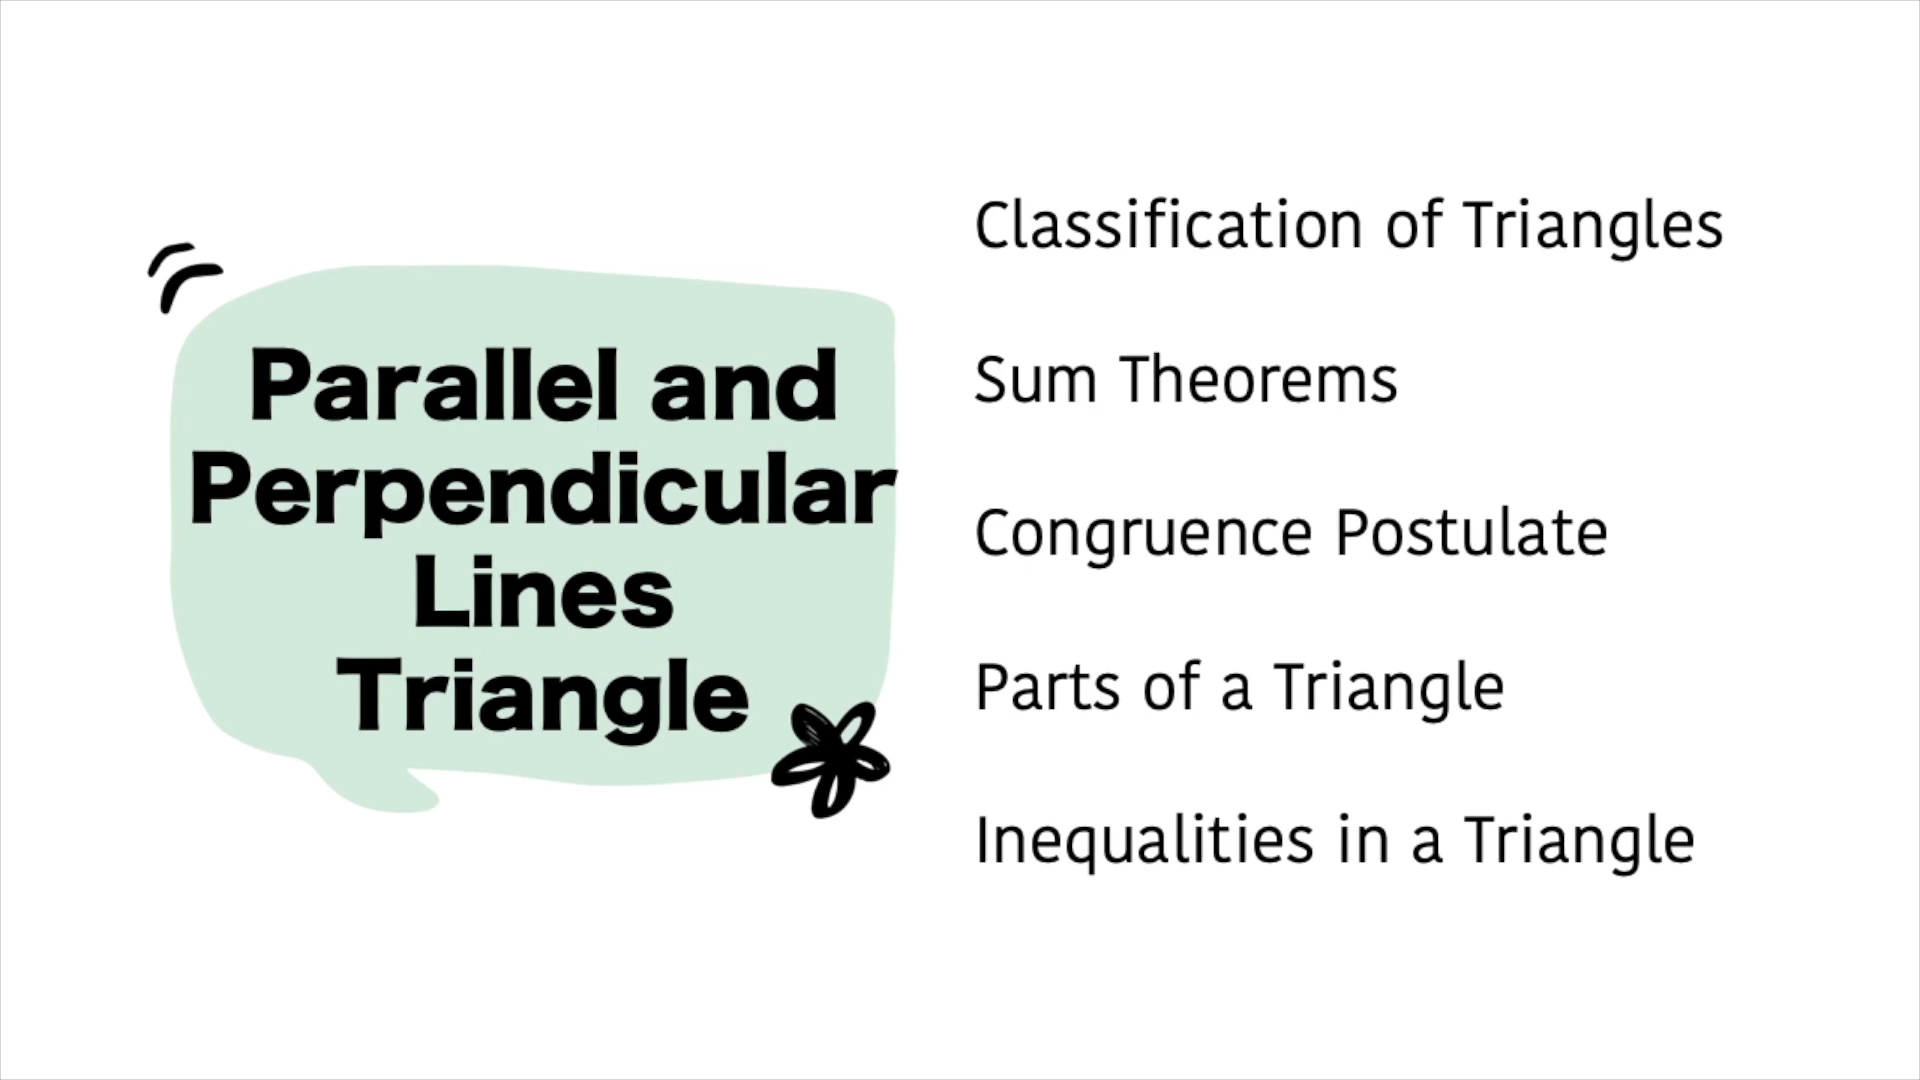 Parallel and
Perpendicular
Lines
Triangle
Classification of Triangles
Sum Theorems
Congruence Postulate
Parts of a Triangle
Inequalities in a Triangle